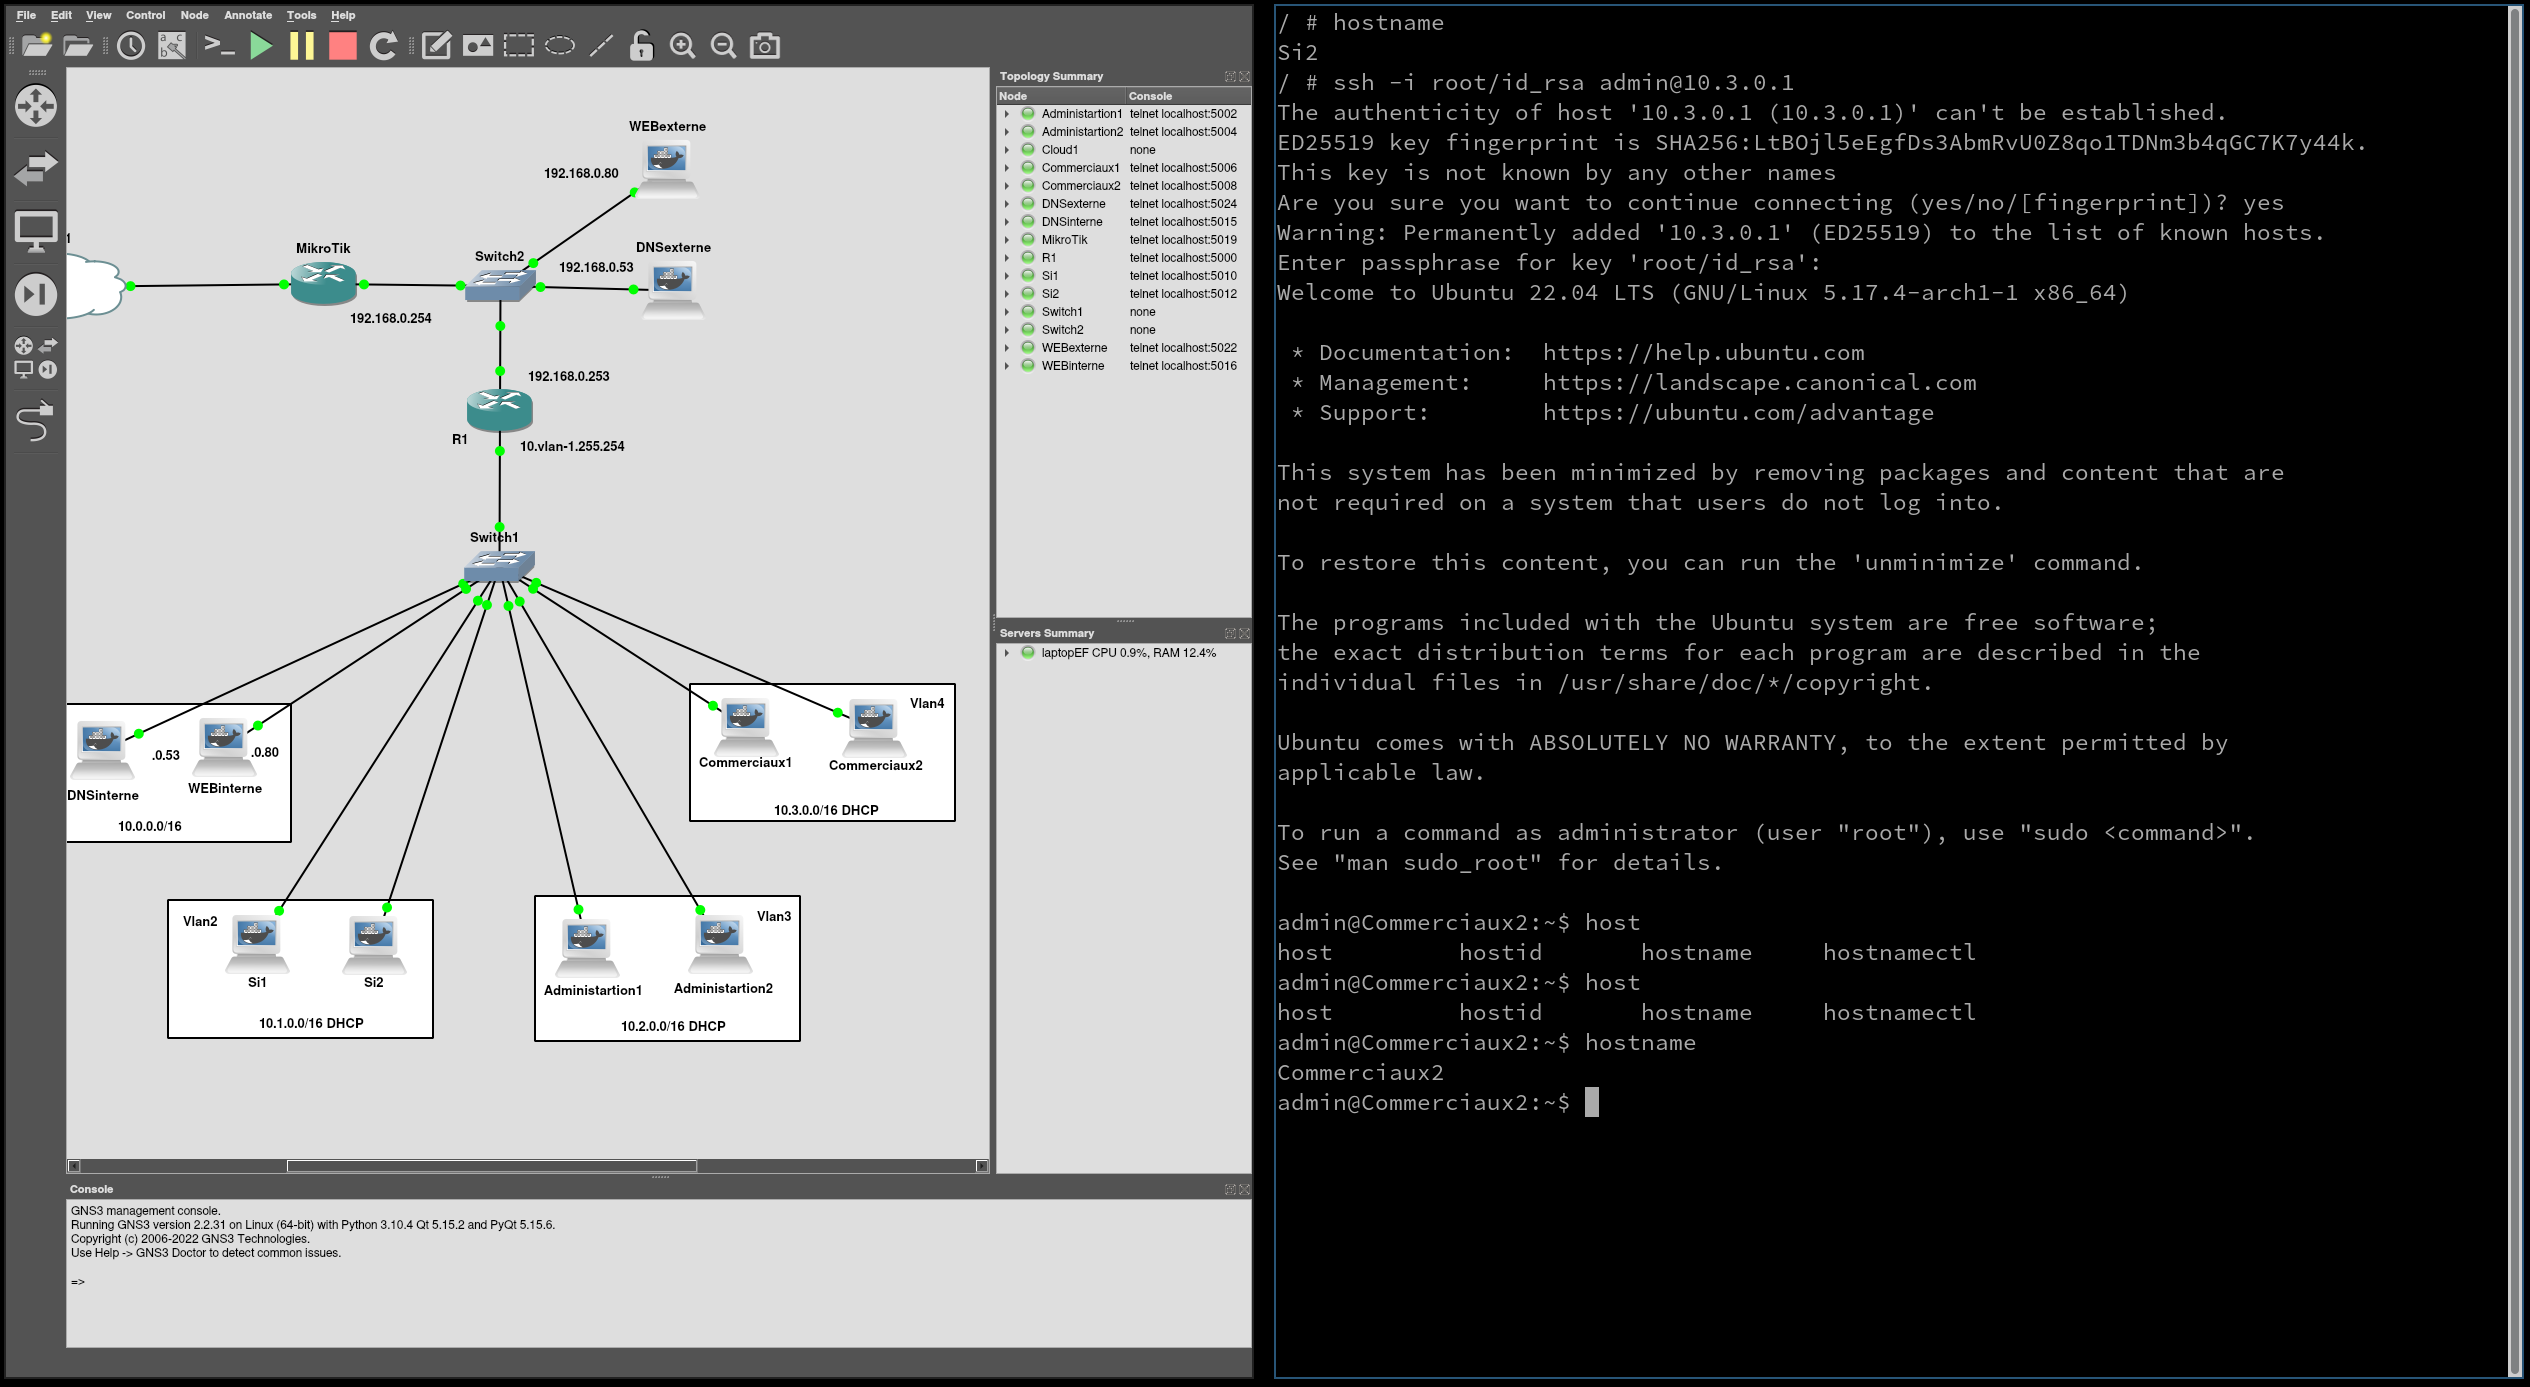 File Edit View Control Node Annotate Tools Help
Topology Summary
Node Console
Administartion1 telnet localhost:5002
Administartion2 telnet localhost:5004
Cloud1 none
Commerciaux1 telnet localhost:5006
Commerciaux2 telnet localhost:5008
DNSexterne telnet localhost:5024
DNSinterne telnet localhost:5015
MikroTik telnet localhost:5019
R1 telnet localhost:5000
Si1 telnet localhost:5010
Si2 telnet localhost:5012
Switch1 none
Switch2 none
WEBexterne telnet localhost:5022
WEBinterne telnet localhost:5016
Servers Summary
laptopEF CPU 0.9%, RAM 12.4%
WEBexterne
192.168.0.80
1
MikroTik
Switch2
DNSexterne
192.168.0.53
192.168.0.254
192.168.0.253
R1
10.vlan-1.255.254
Switch1
.0.53
.0.80
DNSinterne
WEBinterne
10.0.0.0/16
Vlan4
Commerciaux1
Commerciaux2
10.3.0.0/16 DHCP
Vlan2
Si1
Si2
10.1.0.0/16 DHCP
Vlan3
Administartion1
Administartion2
10.2.0.0/16 DHCP
Console
GNS3 management console.
Running GNS3 version 2.2.31 on Linux (64-bit) with Python 3.10.4 Qt 5.15.2 and PyQt 5.15.6.
Copyright (c) 2006-2022 GNS3 Technologies.
Use Help -> GNS3 Doctor to detect common issues.
=>
/ # hostname
Si2
/ # ssh -i root/id_rsa admin@10.3.0.1
The authenticity of host '10.3.0.1 (10.3.0.1)' can't be established.
ED25519 key fingerprint is SHA256:LtBOjl5eEgfDs3AbmRvU0Z8qo1TDNm3b4qGC7K7y44k.
This key is not known by any other names
Are you sure you want to continue connecting (yes/no/[fingerprint])? yes
Warning: Permanently added '10.3.0.1' (ED25519) to the list of known hosts.
Enter passphrase for key 'root/id_rsa':
Welcome to Ubuntu 22.04 LTS (GNU/Linux 5.17.4-arch1-1 x86_64)
* Documentation: https://help.ubuntu.com
* Management: https://landscape.canonical.com
* Support: https://ubuntu.com/advantage
This system has been minimized by removing packages and content that are
not required on a system that users do not log into.
To restore this content, you can run the 'unminimize' command.
The programs included with the Ubuntu system are free software;
the exact distribution terms for each program are described in the
individual files in /usr/share/doc/*/copyright.
Ubuntu comes with ABSOLUTELY NO WARRANTY, to the extent permitted by
applicable law.
To run a command as administrator (user "root"), use "sudo <command>".
See "man sudo_root" for details.
admin@Commerciaux2:~$ host
host hostid hostname hostnamectl
admin@Commerciaux2:~$ host
host hostid hostname hostnamectl
admin@Commerciaux2:~$ hostname
Commerciaux2
admin@Commerciaux2:~$